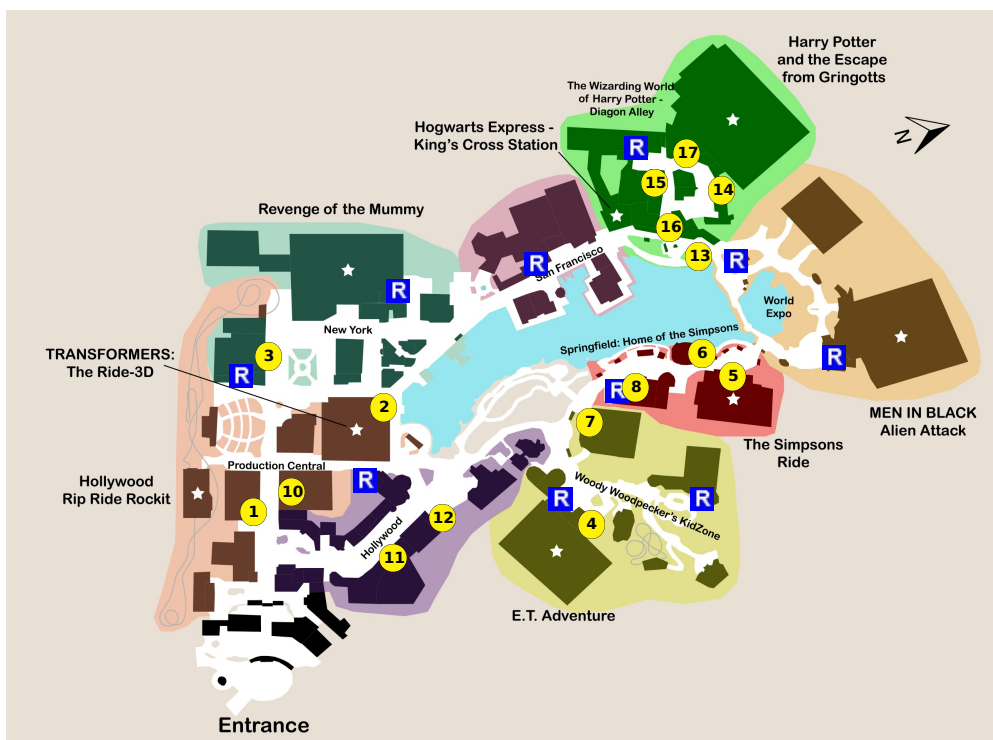 Harry Potter
and the Escape
from Gringotts
The Wizarding World
of Harry Potter -
Diagon Alley
Hogwarts Express -
King's Cross Station
N
R
17
15
14
16
13
Revenge of the Mummy
R
San Francisco
R
World
Expo
R
New York
Springfield: Home of the Simpsons
TRANSFORMERS:
The Ride-3D
3
R
6
R
5
R
8
2
7
MEN IN BLACK
Alien Attack
The Simpsons
Ride
Production Central
Hollywood
Rip Ride Rockit
R
10
1
12
Hollywood
11
Woody Woodpecker's KidZone
R
R
4
E.T. Adventure
Entrance